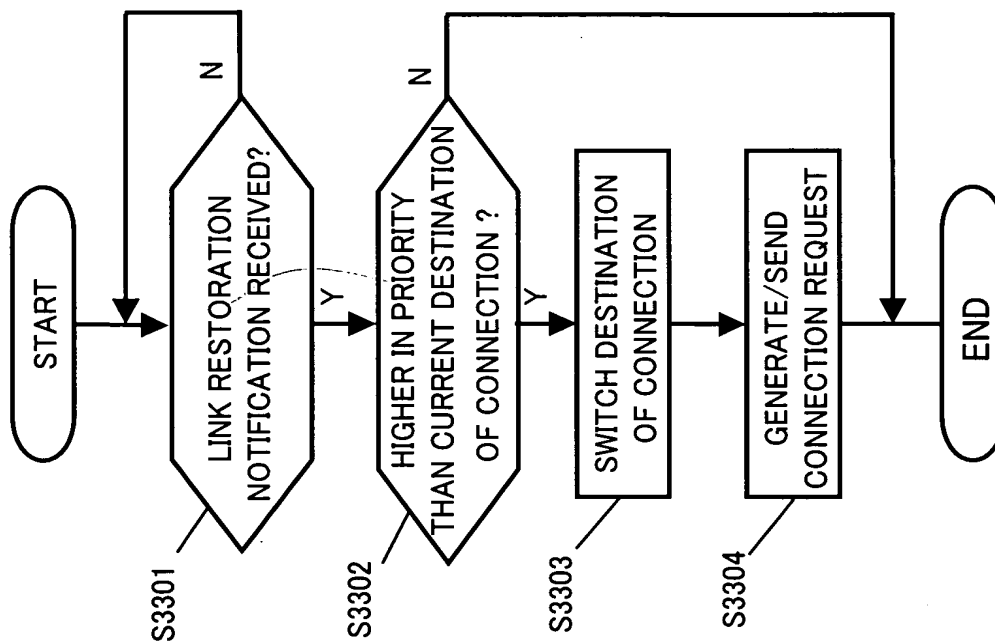 START
S3301
LINK RESTORATION
NOTIFICATION RECEIVED?
N
Y
S3302
HIGHER IN PRIORITY
THAN CURRENT DESTINATION
OF CONNECTION ?
N
Y
S3303
SWITCH DESTINATION
OF CONNECTION
S3304
GENERATE/SEND
CONNECTION REQUEST
END